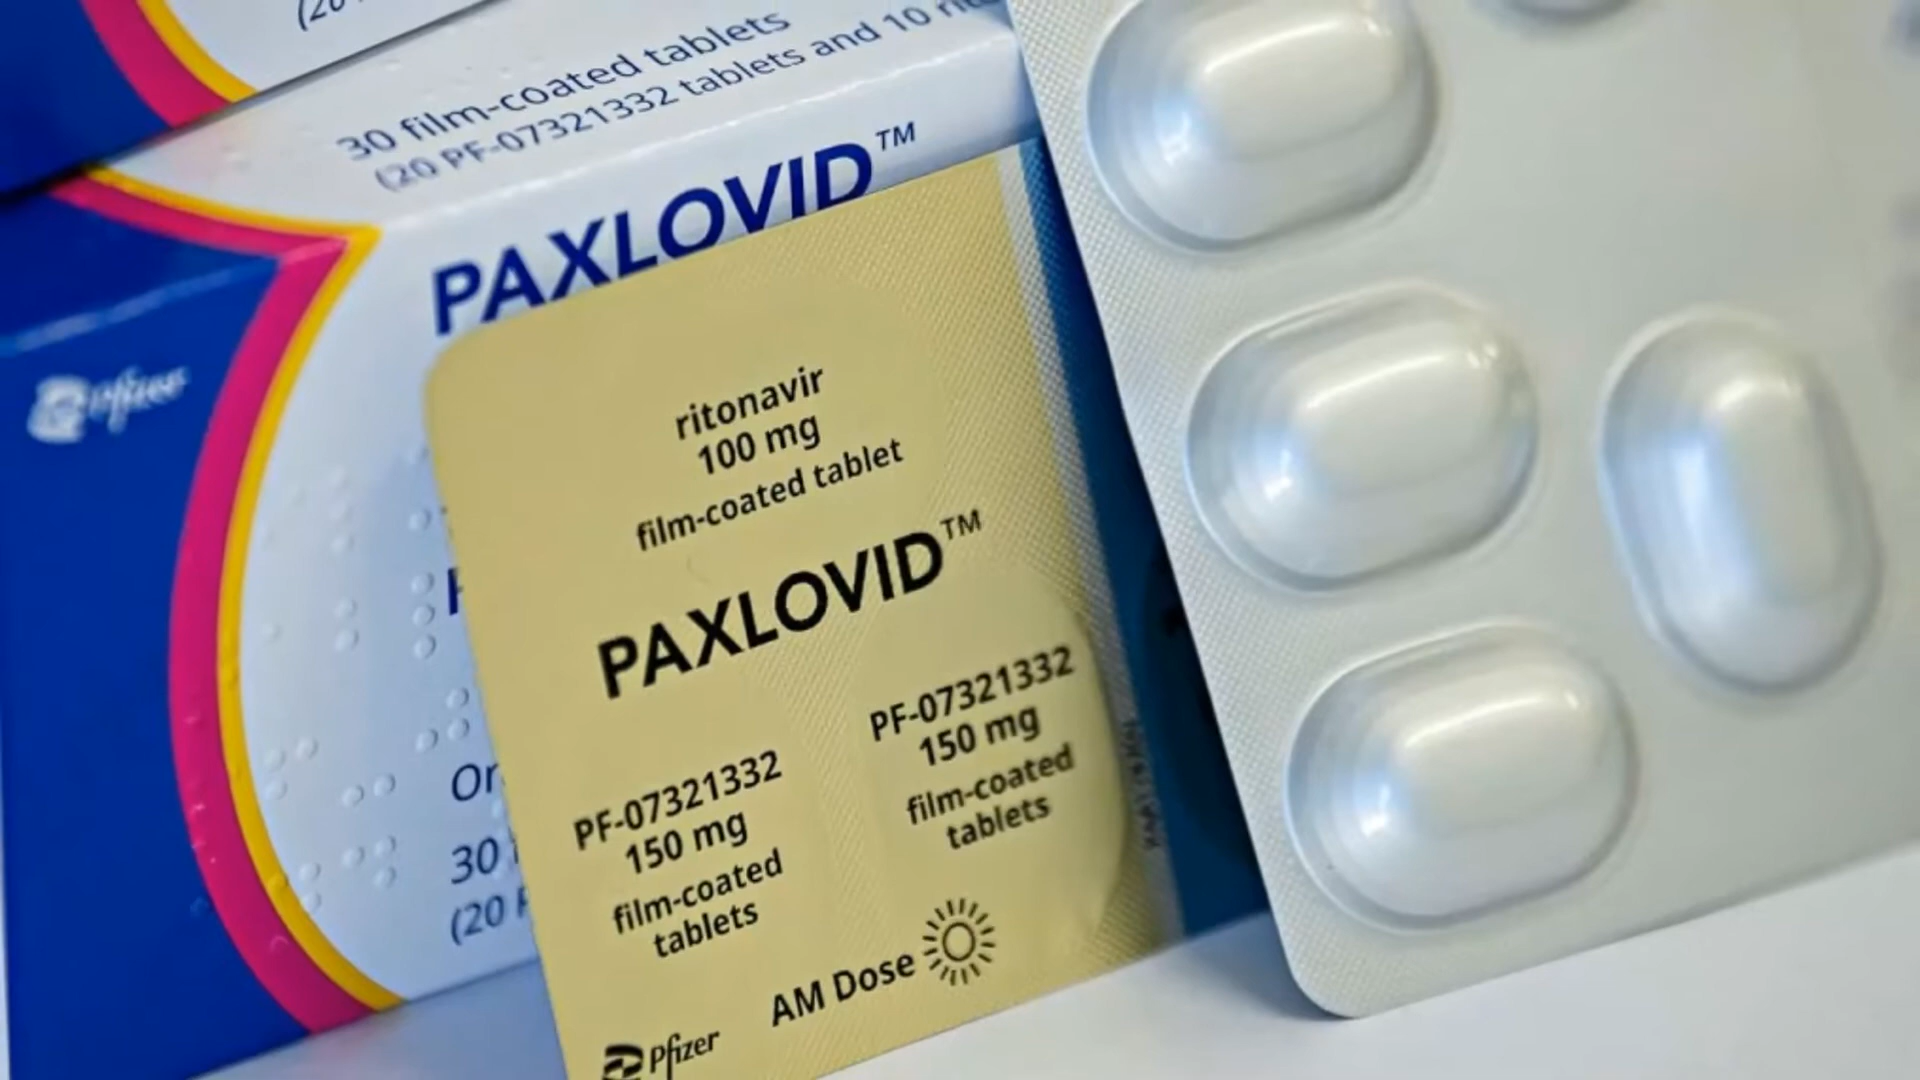 (20
30 film-coated tablets
(20 PF-07321332 tablets and 10
PAXLOVID™
Pfizer
30
(20
ritonavir
100 mg
film-coated tablet
PAXLOVID™
PF-07321332
150 mg
film-coated
tablets
PF-07321332
150 mg
film-coated
tablets
AM Dose
Pfizer